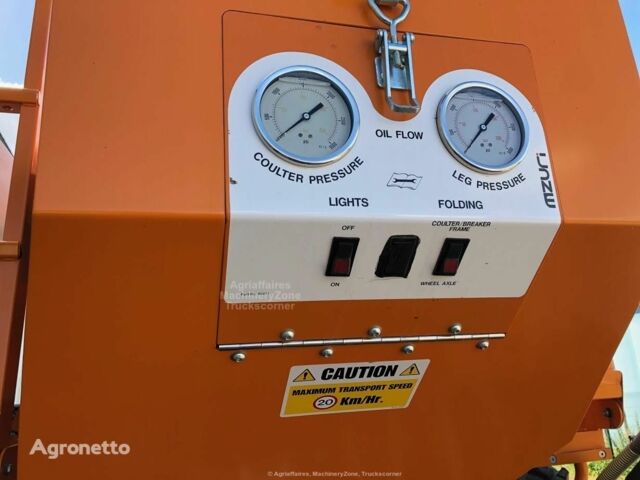 OIL FLOW
COULTER PRESSURE
LEG PRESSURE
LIGHTS
FOLDING
OFF
COULTER/BREAKER
FRAME
ON
WHEEL AXLE
Agriaffaires
MachineryZone
Truckscorner
CAUTION
MAXIMUM TRANSPORT SPEED
20 Km/Hr.
Agronetto
© Agriaffaires, MachineryZone, Truckscorner